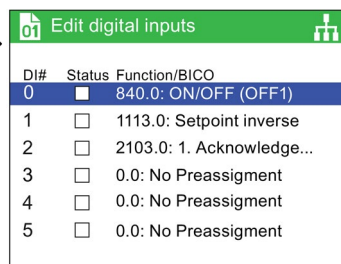 01 Edit digital inputs
DI# Status Function/BICO
0 840.0: ON/OFF (OFF1)
1 1113.0: Setpoint inverse
2 2103.0: 1. Acknowledge...
3 0.0: No Preassigment
4 0.0: No Preassigment
5 0.0: No Preassigment